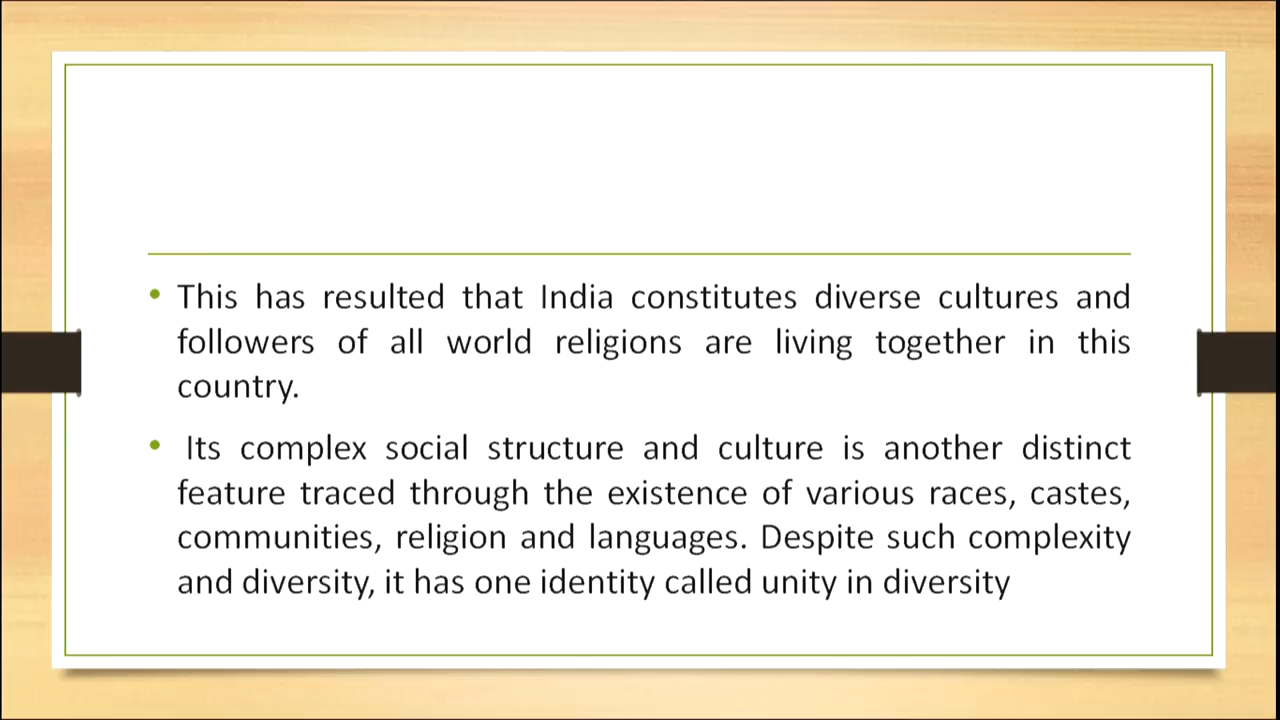 • This has resulted that India constitutes diverse cultures and
followers of all world religions are living together in this
country.
• Its complex social structure and culture is another distinct
feature traced through the existence of various races, castes,
communities, religion and languages. Despite such complexity
and diversity, it has one identity called unity in diversity